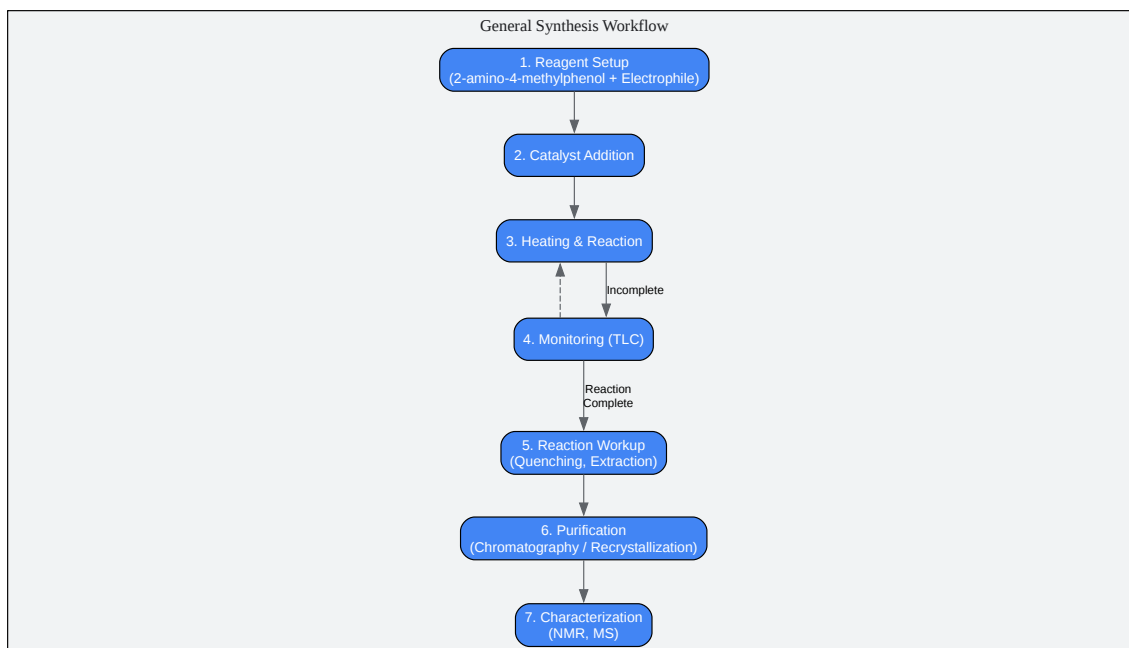 General Synthesis Workflow
1. Reagent Setup
(2-amino-4-methylphenol + Electrophile)
2. Catalyst Addition
3. Heating & Reaction
Incomplete
4. Monitoring (TLC)
Reaction
Complete
5. Reaction Workup
(Quenching, Extraction)
6. Purification
(Chromatography / Recrystallization)
7. Characterization
(NMR, MS)